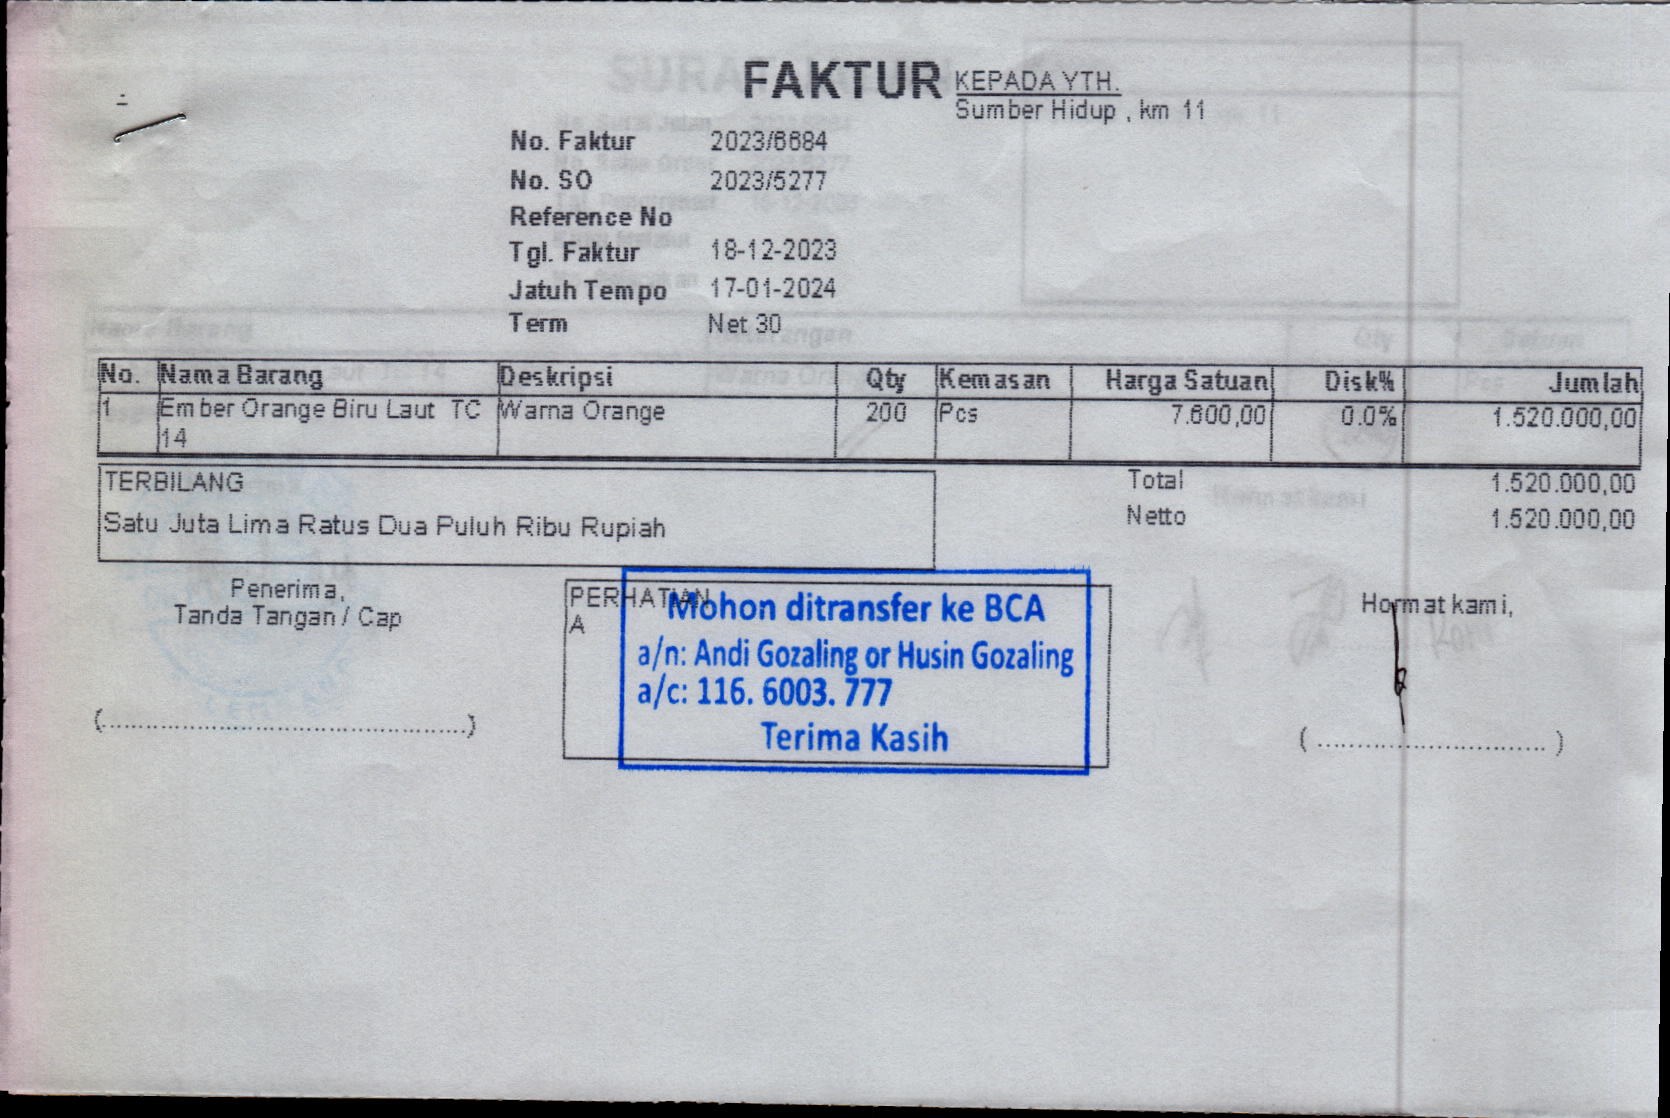 FAKTUR
KEPADA YTH.
Sumber Hidup , km 11
No. Faktur 2023/6684
No. SO 2023/5277
Reference No
Tgl. Faktur 18-12-2023
Jatuh Tempo 17-01-2024
Term Net 30
No. Nama Barang Deskripsi Qty Kemasan Harga Satuan Disk% Jumlah
1 Ember Orange Biru Laut TC Warna Orange 200 Pcs 7.600,00 0.0% 1.520.000,00
14
TERBILANG Total 1.520.000,00
Satu Juta Lima Ratus Dua Puluh Ribu Rupiah Netto 1.520.000,00
Penerima,
Tanda Tangan / Cap
(....................................................)
PERHATIAN
A
Mohon ditransfer ke BCA
a/n: Andi Gozaling or Husin Gozaling
a/c: 116. 6003. 777
Terima Kasih
Hormat kami,
( ................................ )